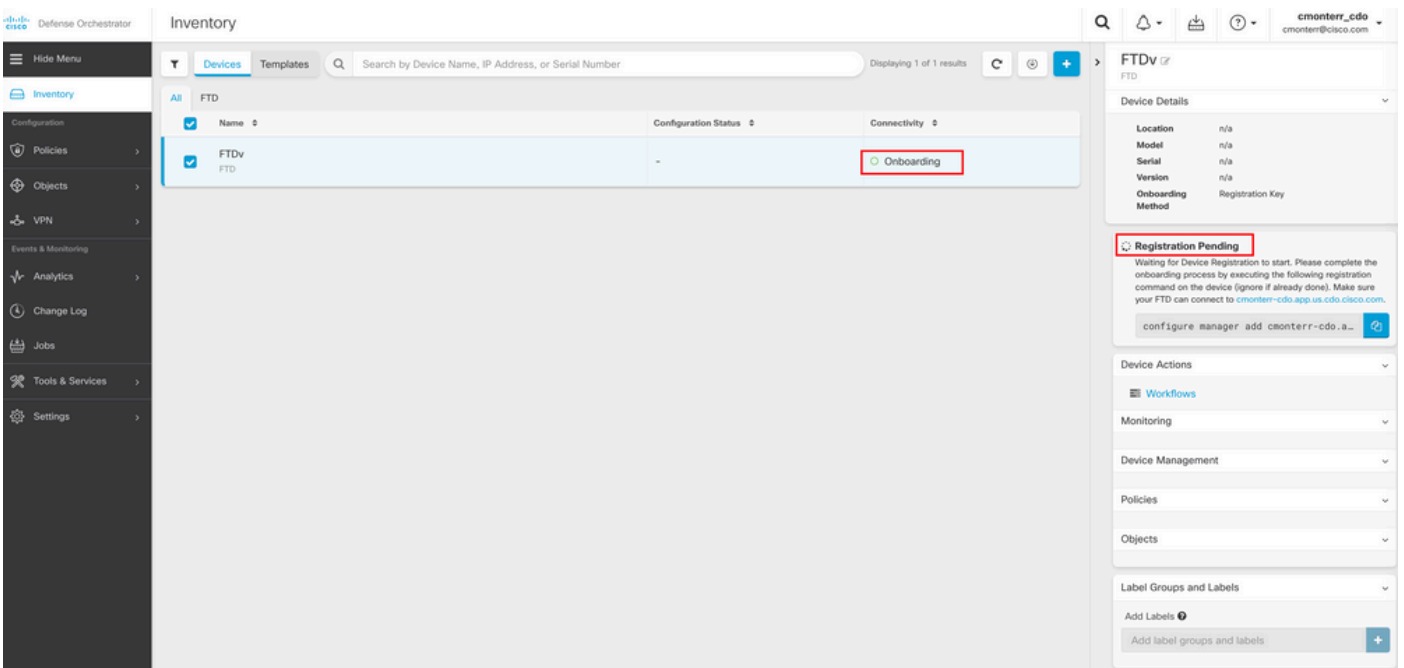 CISCO Defense Orchestrator
Inventory
cmonterr_cdo
cmonterr@cisco.com
Hide Menu
Inventory
Configuration
Policies
Objects
VPN
Events & Monitoring
Analytics
Change Log
Jobs
Tools & Services
Settings
Devices Templates Search by Device Name, IP Address, or Serial Number Displaying 1 of 1 results
All FTD
Name Configuration Status Connectivity
FTDv - Onboarding
FTD
FTDv
FTD
Device Details
Location n/a
Model n/a
Serial n/a
Version n/a
Onboarding Registration Key
Method
Registration Pending
Waiting for Device Registration to start. Please complete the
onboarding process by executing the following registration
command on the device (ignore if already done). Make sure
your FTD can connect to cmonterr-cdo.app.us.cdo.cisco.com.
configure manager add cmonterr-cdo.a…
Device Actions
Workflows
Monitoring
Device Management
Policies
Objects
Label Groups and Labels
Add Labels
Add label groups and labels